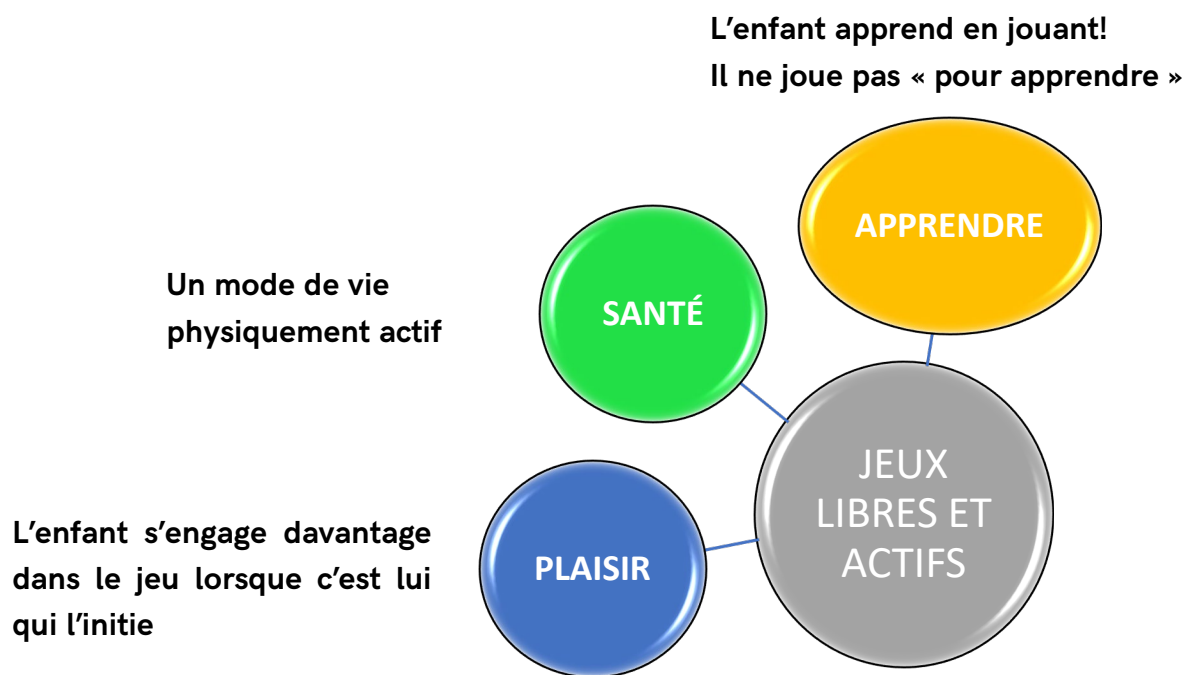 L'enfant apprend en jouant!
Il ne joue pas « pour apprendre »
APPRENDRE
Un mode de vie
physiquement actif
SANTÉ
L'enfant s'engage davantage
dans le jeu lorsque c'est lui
qui l'initie
PLAISIR
JEUX
LIBRES ET
ACTIFS